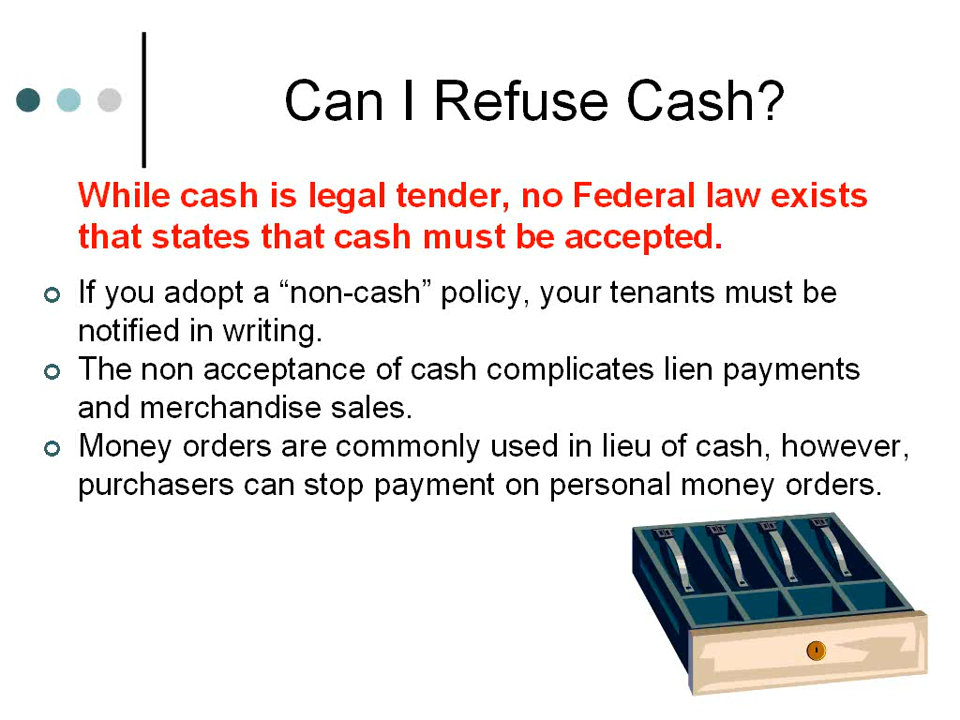 Can I Refuse Cash?
While cash is legal tender, no Federal law exists
that states that cash must be accepted.
If you adopt a “non-cash” policy, your tenants must be
notified in writing.
The non acceptance of cash complicates lien payments
and merchandise sales.
Money orders are commonly used in lieu of cash, however,
purchasers can stop payment on personal money orders.